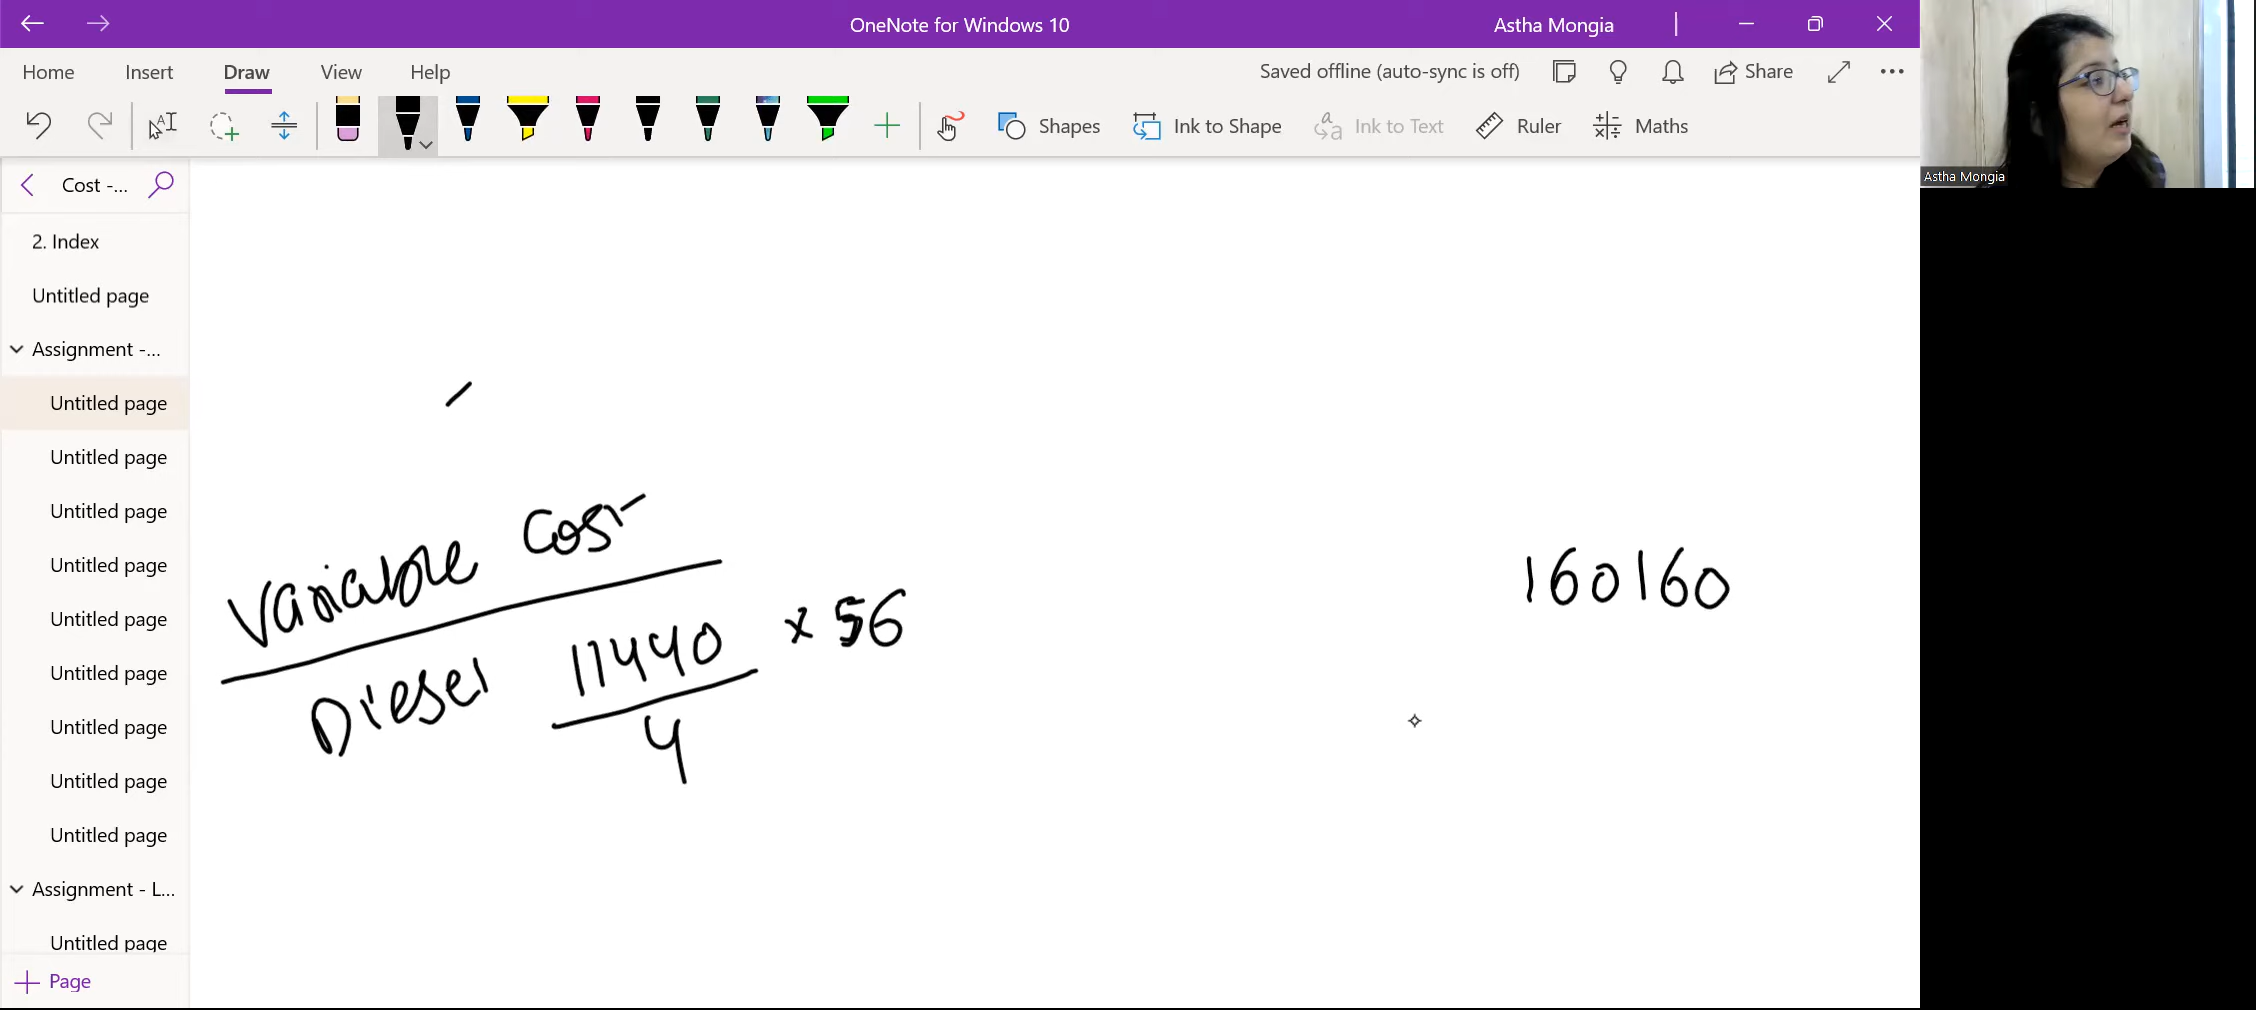 OneNote for Windows 10
Astha Mongia
Home Insert Draw View Help
Saved offline (auto-sync is off) Share
Shapes Ink to Shape Ink to Text Ruler Maths
Astha Mongia
Cost -...
2. Index
Untitled page
Assignment -...
Untitled page
Untitled page
Untitled page
Untitled page
Untitled page
Untitled page
Untitled page
Untitled page
Untitled page
Assignment - L...
Untitled page
Page
Variable Cost
Diesel 11440 × 56
4
160160